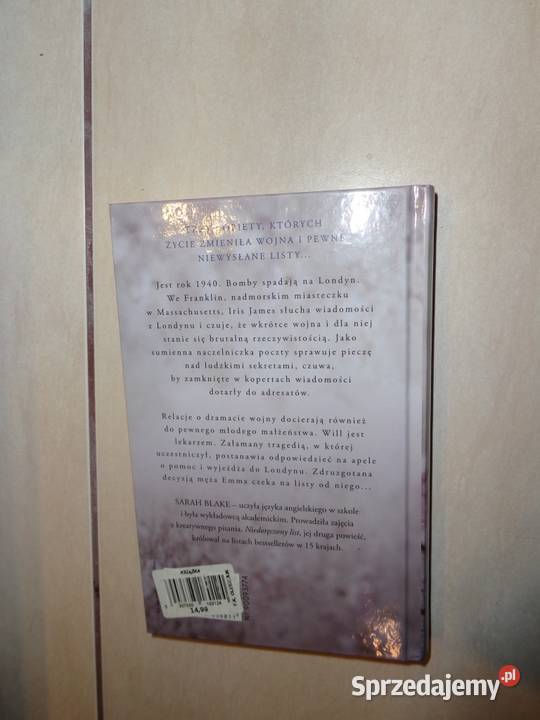 KOBIETY, KTÓRYCH
ŻYCIE ZMIENIŁA WOJNA I PEWNE
NIEWYSŁANE LISTY...
Jest rok 1940. Bomby spadają na Londyn.
We Franklin, nadmorskim miasteczku
w Massachusetts, Iris James słucha wiadomości
z Londynu i czuje, że wkrótce wojna i dla niej
stanie się brutalną rzeczywistością. Jako
sumienna naczelniczka poczty sprawuje pieczę
nad ludzkimi sekretami, czuwa,
by zamknięte w kopertach wiadomości
dotarły do adresatów.
Relacje o dramacie wojny docierają również
do pewnego młodego małżeństwa. Will jest
lekarzem. Załamany tragedią, w której
uczestniczył, postanawia odpowiedzieć na apele
o pomoc i wyjeżdża do Londynu. Zdruzgotana
decyzją męża Emma czeka na listy od niego...
SARAH BLAKE – uczyła języka angielskiego w szkole
i była wykładowcą akademickim. Prowadziła zajęcia
z kreatywnego pisania. Niedoręczony list, jej druga powieść,
królował na listach bestsellerów w 15 krajach.
KSIĄŻKA
14,99
Sprzedajemy.pl